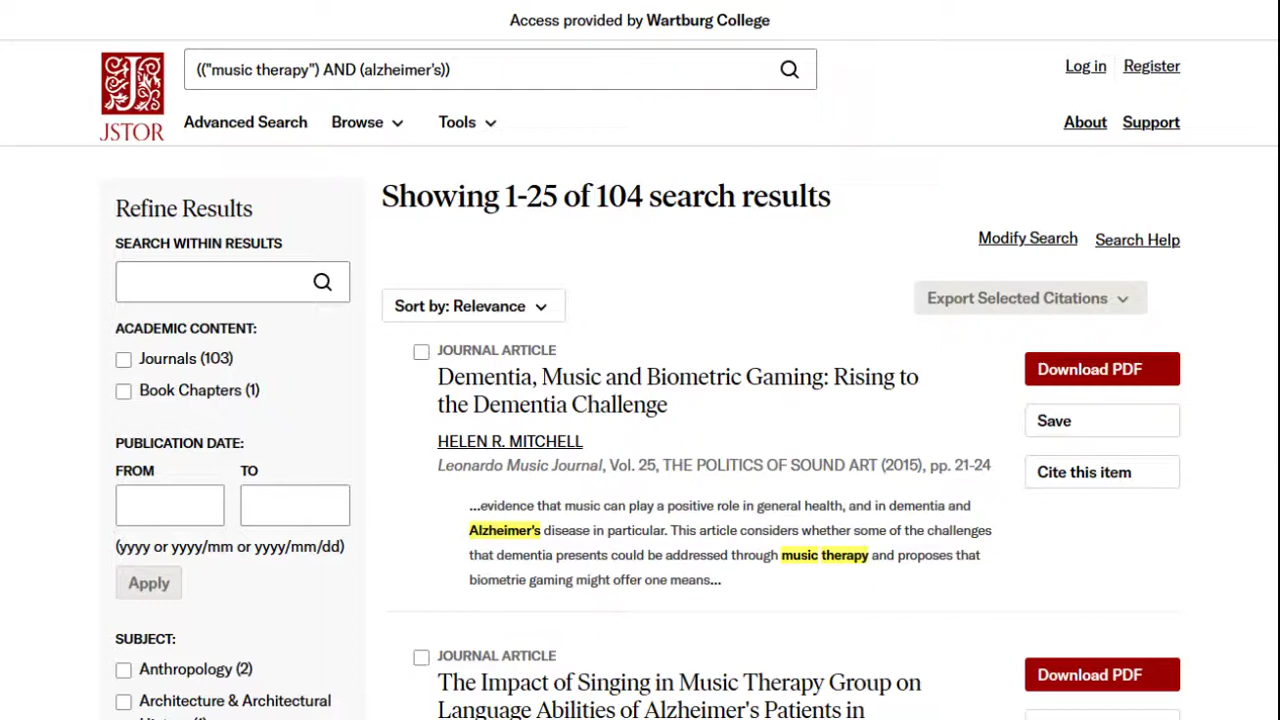 Access provided by Wartburg College
(("music therapy") AND (alzheimer's))
Log in
Register
JSTOR
Advanced Search
Browse
Tools
About
Support
Refine Results
SEARCH WITHIN RESULTS
ACADEMIC CONTENT:
Journals (103)
Book Chapters (1)
PUBLICATION DATE:
FROM
TO
(yyyy or yyyy/mm or yyyy/mm/dd)
Apply
SUBJECT:
Anthropology (2)
Architecture & Architectural
Showing 1-25 of 104 search results
Modify Search
Search Help
Sort by: Relevance
Export Selected Citations
JOURNAL ARTICLE
Dementia, Music and Biometric Gaming: Rising to
the Dementia Challenge
HELEN R. MITCHELL
Leonardo Music Journal, Vol. 25, THE POLITICS OF SOUND ART (2015), pp. 21-24
...evidence that music can play a positive role in general health, and in dementia and
Alzheimer's disease in particular. This article considers whether some of the challenges
that dementia presents could be addressed through music therapy and proposes that
biometrie gaming might offer one means...
Download PDF
Save
Cite this item
JOURNAL ARTICLE
The Impact of Singing in Music Therapy Group on
Language Abilities of Alzheimer's Patients in
Download PDF